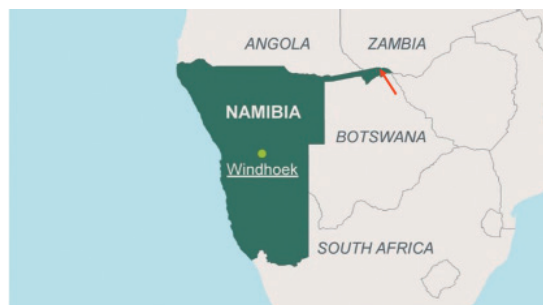 ANGOLA
ZAMBIA
NAMIBIA
BOTSWANA
Windhoek
SOUTH AFRICA